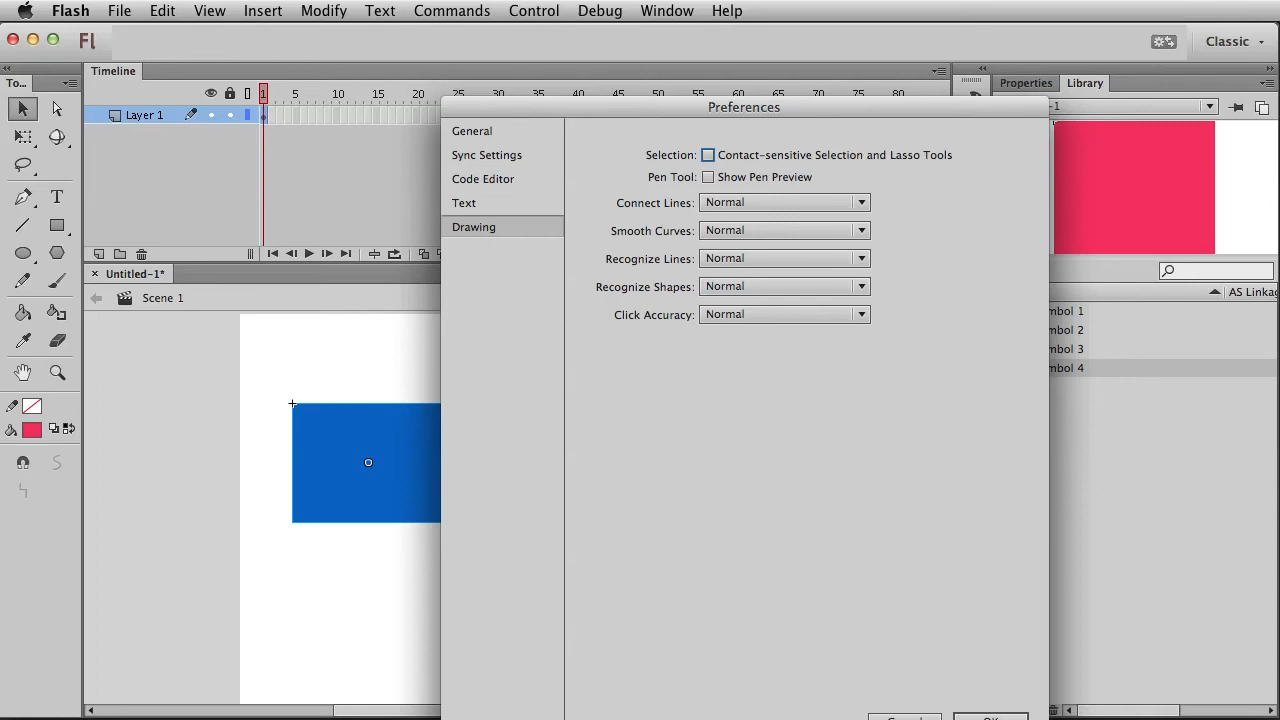 Flash File Edit View Insert Modify Text Commands Control Debug Window Help
Fl Classic
To... Timeline Properties Library
1 5 10 15 20 25 30 35 40 45 50 55 60 65 70 75 80
Layer 1
-1
Preferences
General
Sync Settings
Code Editor
Text
Drawing
Selection: Contact-sensitive Selection and Lasso Tools
Pen Tool: Show Pen Preview
Connect Lines: Normal
Smooth Curves: Normal
Recognize Lines: Normal
Recognize Shapes: Normal
Click Accuracy: Normal
Untitled-1*
Scene 1
AS Linkag
mbol 1
mbol 2
mbol 3
mbol 4
OK